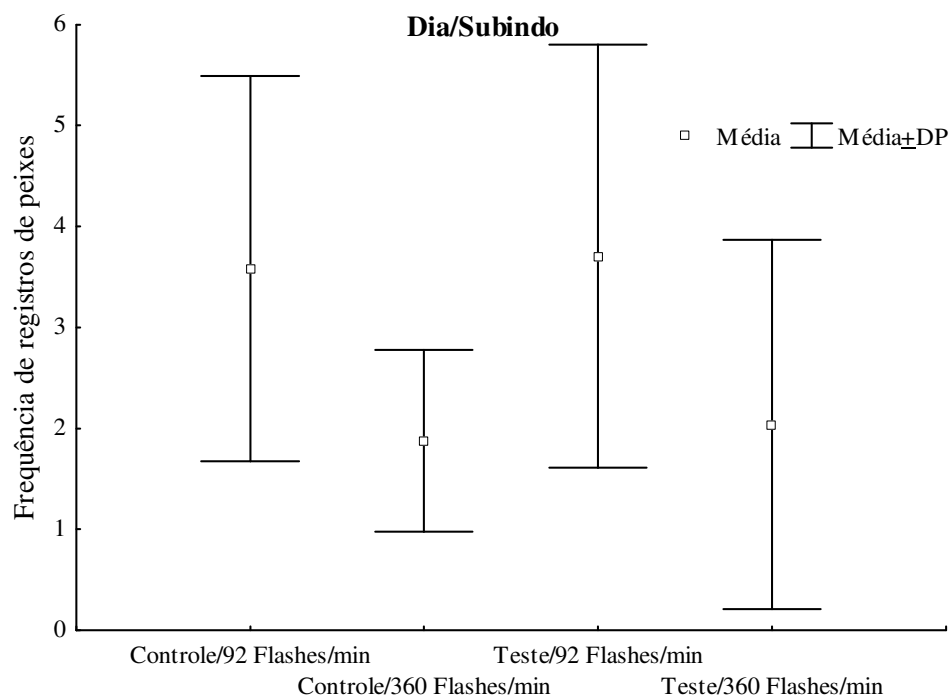 Dia/Subindo
Frequência de registros de peixes
6
5
4
3
2
1
0
Média Média±DP
Controle/92 Flashes/min
Controle/360 Flashes/min
Teste/92 Flashes/min
Teste/360 Flashes/min